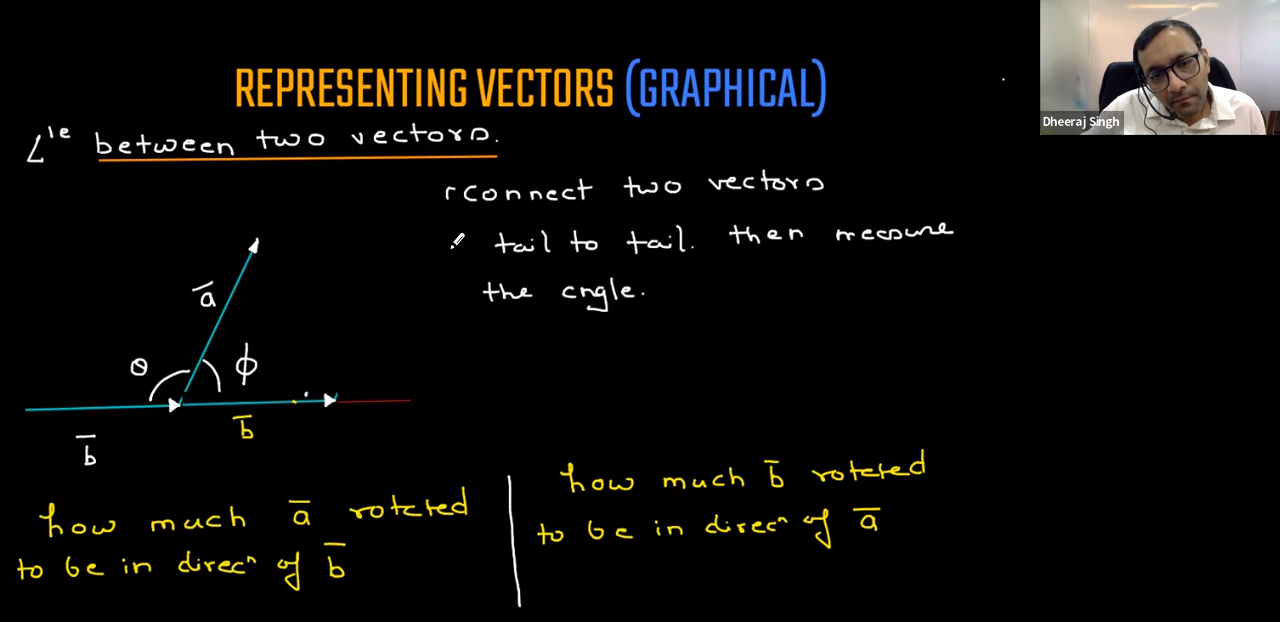 REPRESENTING VECTORS (GRAPHICAL)
Dheeraj Singh
∠le between two vectors.
connect two vectors
tail to tail. then measure
the angle.
a̅
θ
ϕ
b̅
b̅
how much a̅ rotated
to be in direcⁿ of b̅
how much b̅ rotated
to be in direcⁿ of a̅